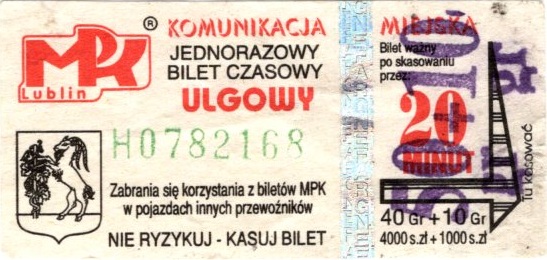 MPK
Lublin
®
KOMUNIKACJA MIEJSKA
JEDNORAZOWY
BILET CZASOWY
ULGOWY
H0782168
Zabrania się korzystania z biletów MPK
w pojazdach innych przewoźników
NIE RYZYKUJ - KASUJ BILET
Bilet ważny
po skasowaniu
przez:
20
MINUT
40 Gr + 10 Gr
4000 s.zł + 1000 s.zł
Tu kasować